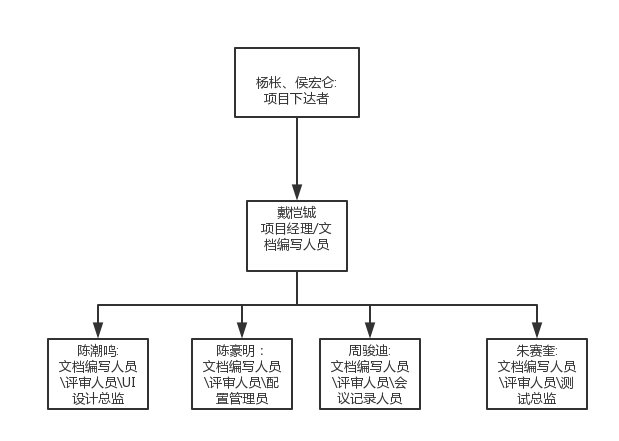 杨枨、侯宏仑:
项目下达者
戴恺铖
项目经理/文
档编写人员
陈潮鸣:
文档编写人员
\评审人员\UI
设计总监
陈豪明：
文档编写人员
\评审人员\配
置管理员
周骏迪:
文档编写人员
\评审人员\会
议记录人员
朱赛奎:
文档编写人员
\评审人员\测
试总监